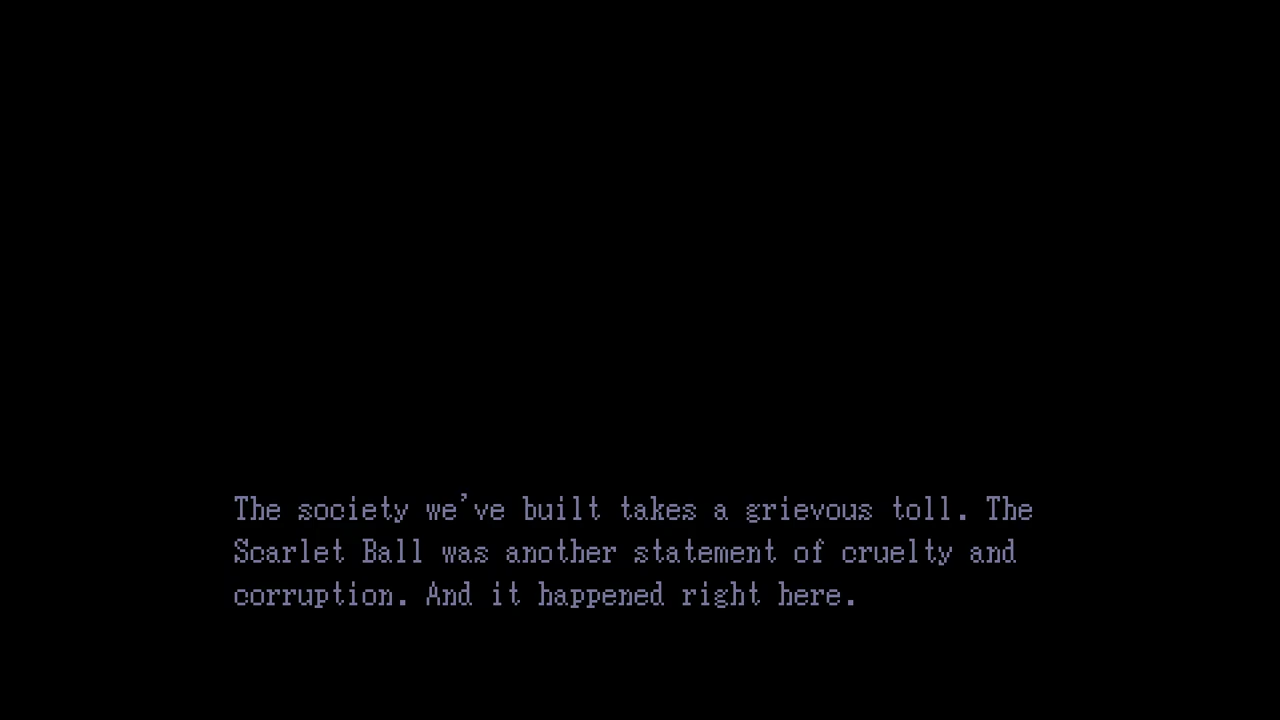 The society we've built takes a grievous toll. The
Scarlet Ball was another statement of cruelty and
corruption. And it happened right here.